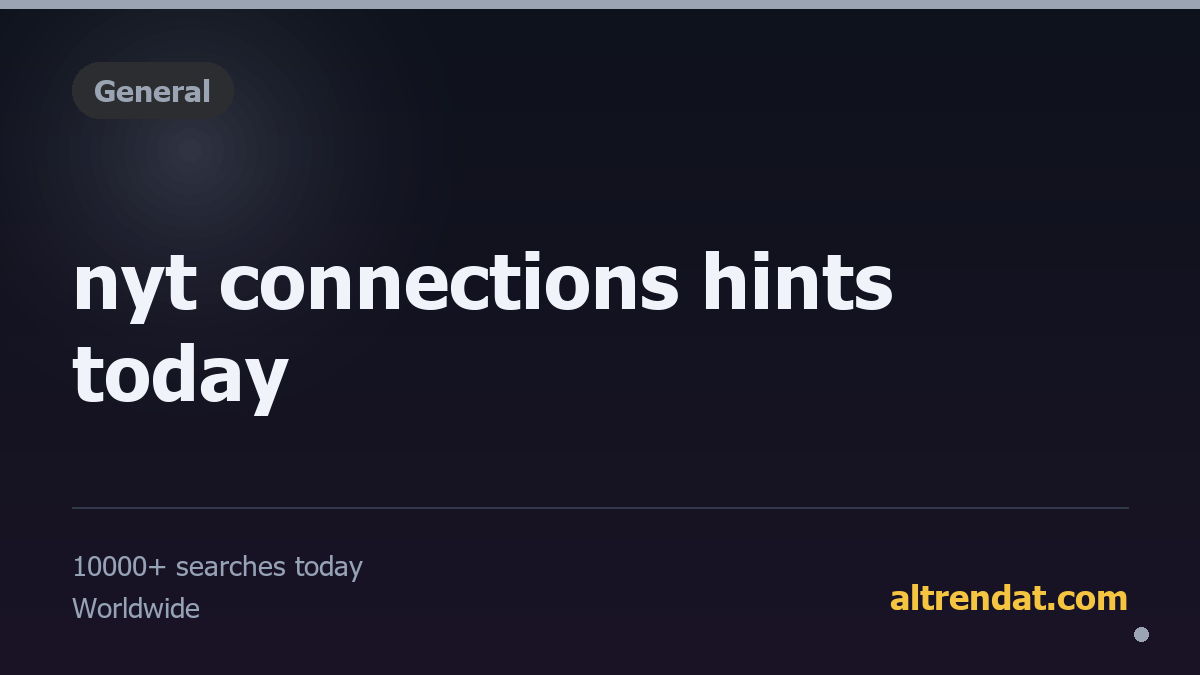 General
nyt connections hints
today
10000+ searches today
Worldwide
altrendat.com